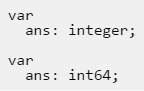 var
  ans: integer;
var
  ans: int64;